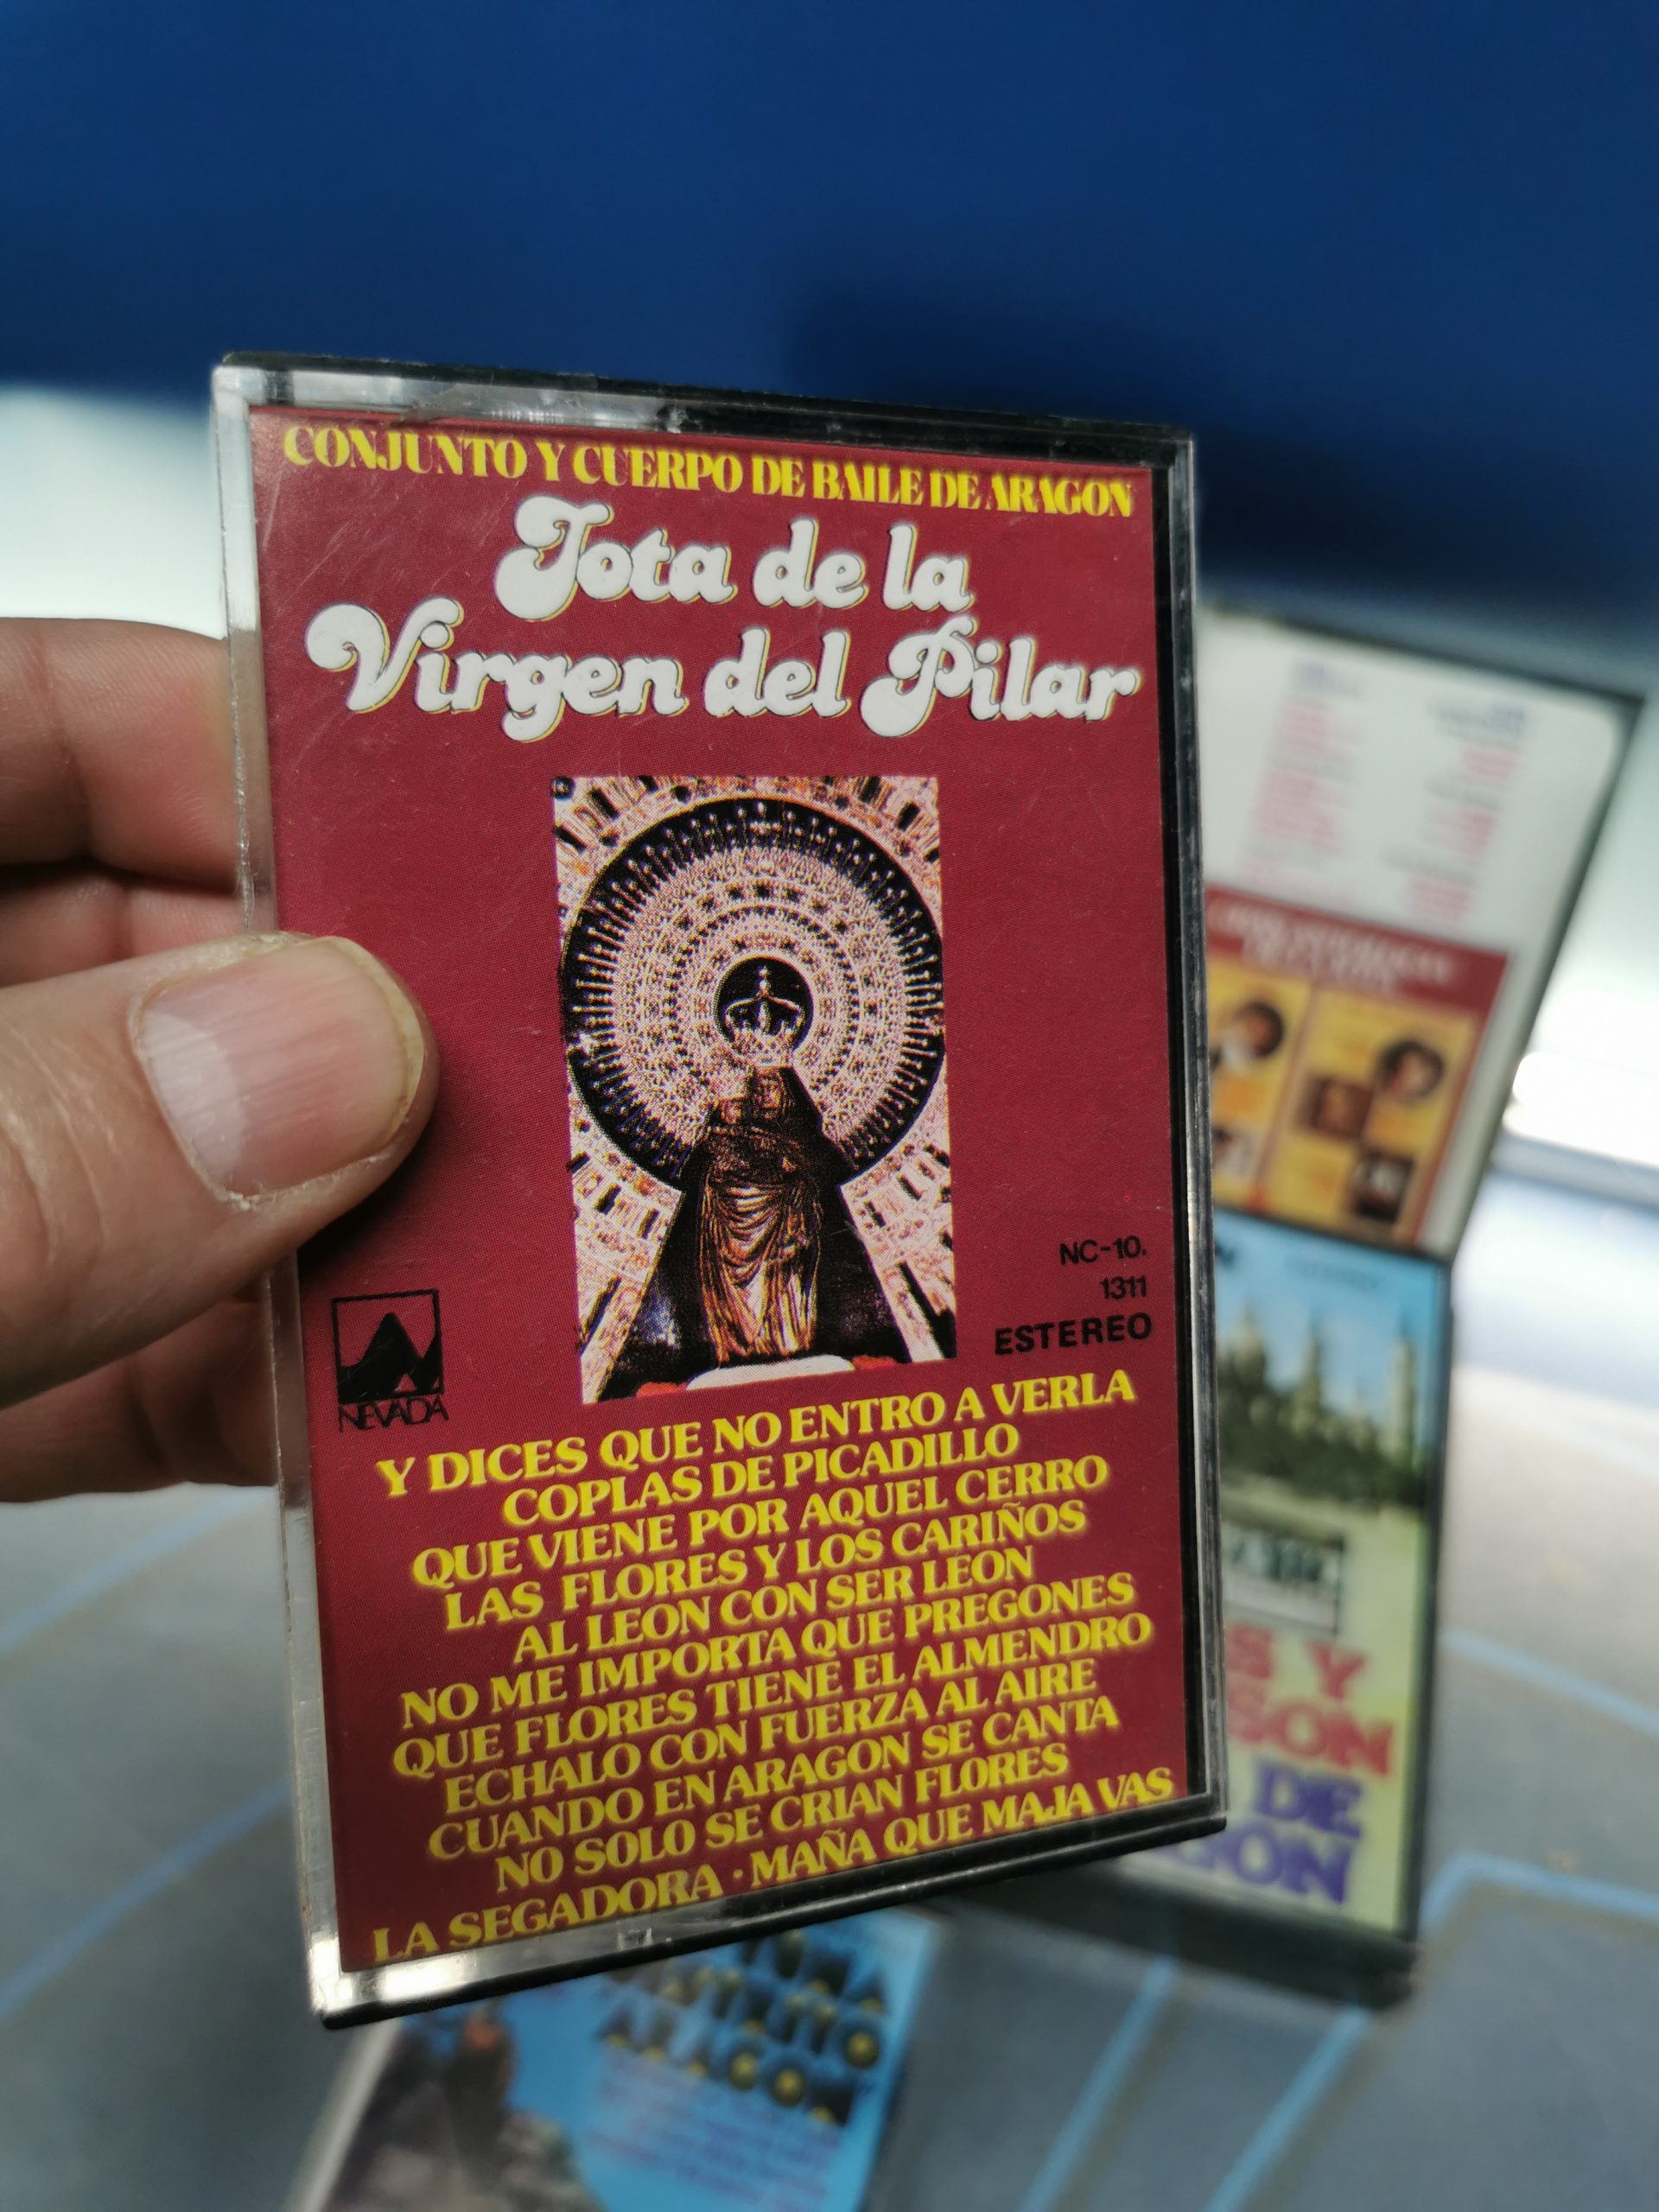 CONJUNTO Y CUERPO DE BAILE DE ARAGON
Jota de la
Virgen del Pilar
NC-10.
1311
ESTEREO
NEVADA
Y DICES QUE NO ENTRO A VERLA
COPLAS DE PICADILLO
QUE VIENE POR AQUEL CERRO
LAS FLORES Y LOS CARIÑOS
AL LEON CON SER LEON
NO ME IMPORTA QUE PREGONES
QUE FLORES TIENE EL ALMENDRO
ECHALO CON FUERZA AL AIRE
CUANDO EN ARAGON SE CANTA
NO SOLO SE CRIAN FLORES
LA SEGADORA · MAÑA QUE MAJA VAS
Y
DE
ARAGON